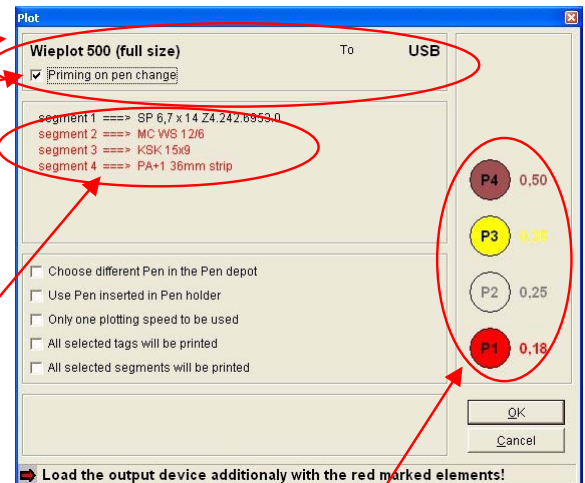 Plot
Wieplot 500 (full size) To USB
Priming on pen change
segment 1 ===> SP 6,7 x 14 Z4.242.6953.0
segment 2 ===> MC WS 12/6
segment 3 ===> KSK 15x9
segment 4 ===> PA+1 36mm strip
P4 0,50
P3 0,35
P2 0,25
P1 0,18
Choose different Pen in the Pen depot
Use Pen inserted in Pen holder
Only one plotting speed to be used
All selected tags will be printed
All selected segments will be printed
OK
Cancel
Load the output device additionaly with the red marked elements!